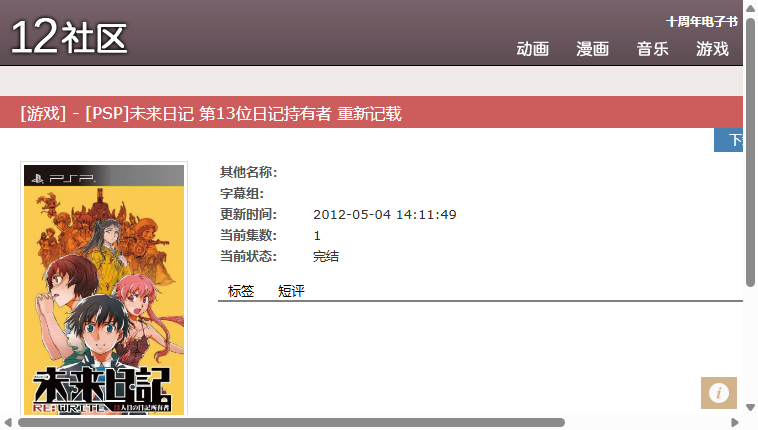 12社区
十周年电子书
动画 漫画 音乐 游戏
[游戏] - [PSP]未来日记 第13位日记持有者 重新记载
其他名称:
字幕组:
更新时间: 2012-05-04 14:11:49
当前集数: 1
当前状态: 完结
标签 短评
PSP
未来日記
RE:WRITE 13人目の日記所有者